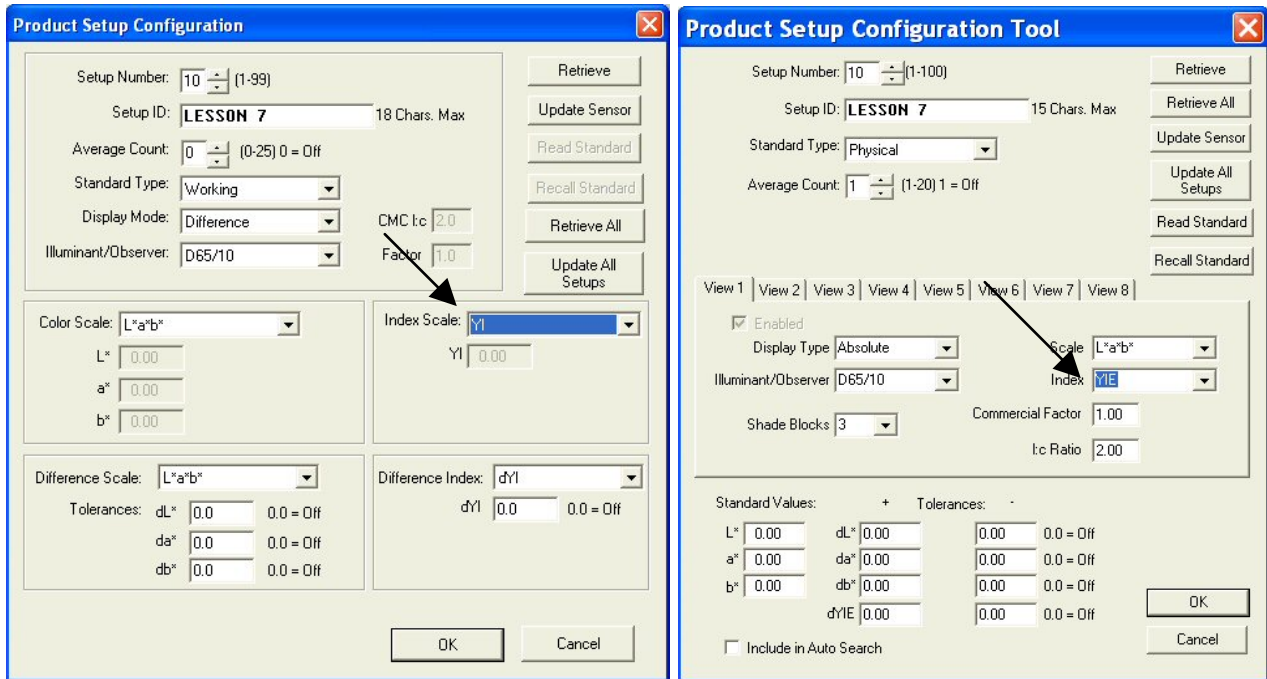 Product Setup Configuration
Setup Number: 10 (1-99)
Retrieve
Setup ID: LESSON 7 18 Chars. Max
Update Sensor
Average Count: 0 (0-25) 0 = Off
Read Standard
Standard Type: Working
Recall Standard
Display Mode: Difference CMC l:c 2.0
Retrieve All
Illuminant/Observer: D65/10 Factor 1.0
Update All
Setups
Color Scale: L*a*b* Index Scale: YI
L* 0.00 YI 0.00
a* 0.00
b* 0.00
Difference Scale: L*a*b* Difference Index: dYI
Tolerances: dL* 0.0 0.0 = Off dYI 0.0 0.0 = Off
da* 0.0 0.0 = Off
db* 0.0 0.0 = Off
OK Cancel
Product Setup Configuration Tool
Setup Number: 10 (1-100)
Retrieve
Setup ID: LESSON 7 15 Chars. Max
Retrieve All
Standard Type: Physical
Update Sensor
Average Count: 1 (1-20) 1 = Off
Update All
Setups
Read Standard
Recall Standard
View 1 View 2 View 3 View 4 View 5 View 6 View 7 View 8
Enabled
Display Type Absolute Scale L*a*b*
Illuminant/Observer D65/10 Index YIE
Shade Blocks 3 Commercial Factor 1.00
l:c Ratio 2.00
Standard Values: + Tolerances: -
L* 0.00 dL* 0.00 0.00 0.0 = Off
a* 0.00 da* 0.00 0.00 0.0 = Off
b* 0.00 db* 0.00 0.00 0.0 = Off
dYIE 0.00 0.00 0.0 = Off
OK
Include in Auto Search
Cancel